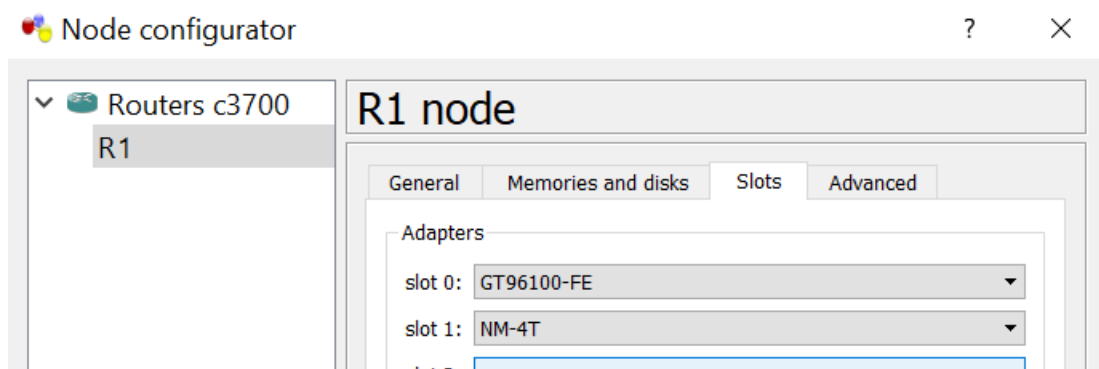 Node configurator ? ×
Routers c3700
R1
R1 node
General Memories and disks Slots Advanced
Adapters
slot 0: GT96100-FE
slot 1: NM-4T